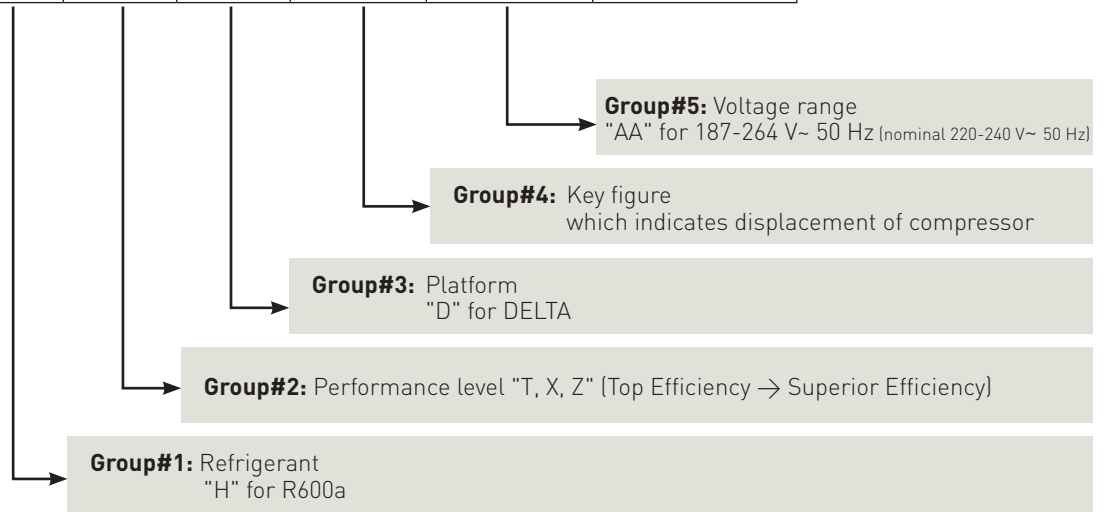 Group#5: Voltage range
"AA" for 187-264 V~ 50 Hz (nominal 220-240 V~ 50 Hz)
Group#4: Key figure
which indicates displacement of compressor
Group#3: Platform
"D" for DELTA
Group#2: Performance level "T, X, Z" (Top Efficiency → Superior Efficiency)
Group#1: Refrigerant
"H" for R600a